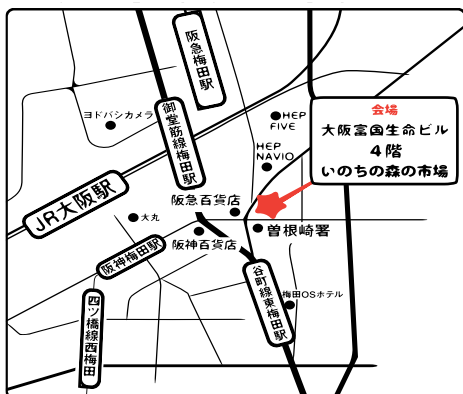 阪急梅田駅
ヨドバシカメラ
御堂筋線梅田駅
HEP
FIVE
HEP
NAVIO
会場
大阪富国生命ビル
4階
いのちの森の市場
JR大阪駅
大丸
阪急百貨店
阪神百貨店
曽根崎署
阪神梅田駅
谷町線東梅田駅
梅田OSホテル
四ツ橋線西梅田